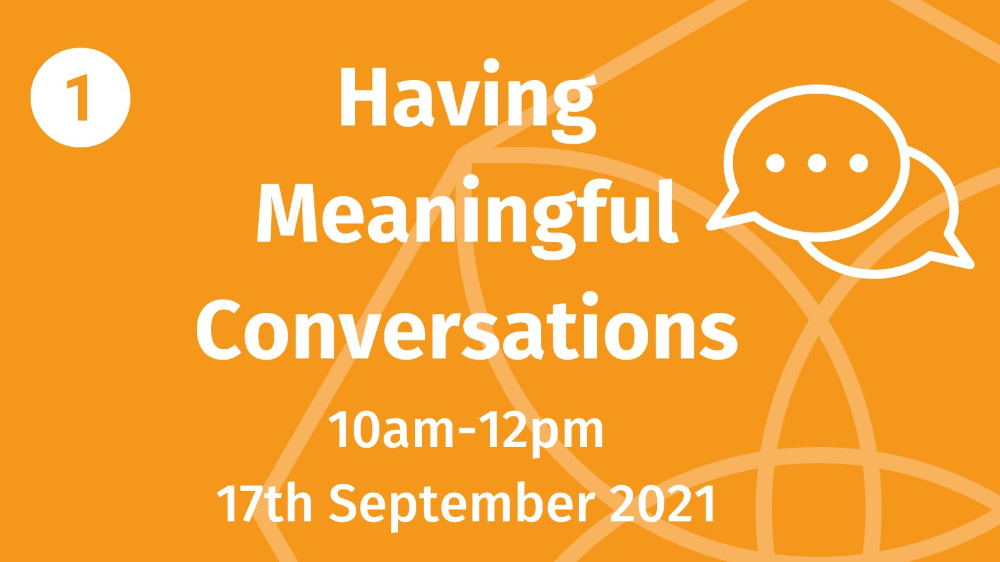 1
Having
Meaningful
Conversations
10am-12pm
17th September 2021